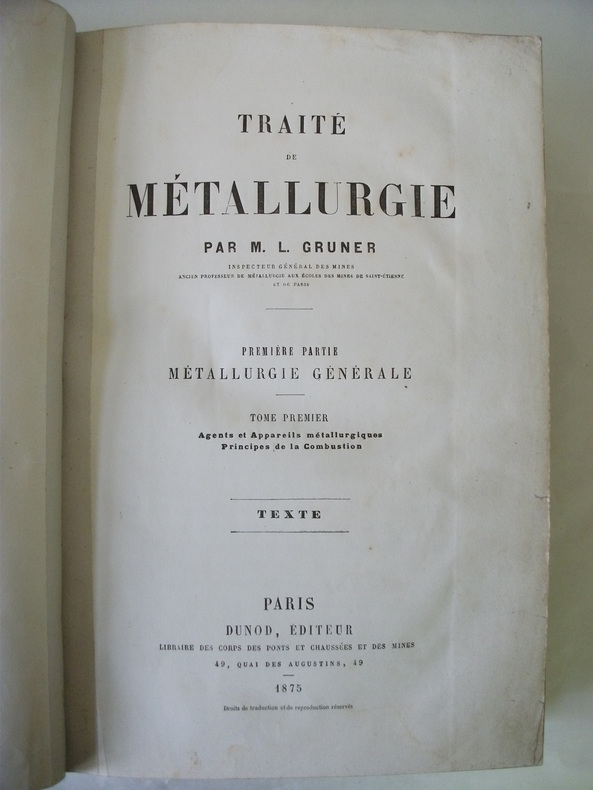 TRAITÉ
DE
MÉTALLURGIE
PAR M. L. GRUNER
INSPECTEUR GÉNÉRAL DES MINES
ANCIEN PROFESSEUR DE MÉTALLURGIE AUX ÉCOLES DES MINES DE SAINT-ÉTIENNE
ET DE PARIS
PREMIÈRE PARTIE
MÉTALLURGIE GÉNÉRALE
TOME PREMIER
Agents et Appareils métallurgiques
Principes de la Combustion
TEXTE
PARIS
DUNOD, ÉDITEUR
LIBRAIRE DES CORPS DES PONTS ET CHAUSSÉES ET DES MINES
49, QUAI DES AUGUSTINS, 49
1875
Droits de traduction et de reproduction réservés